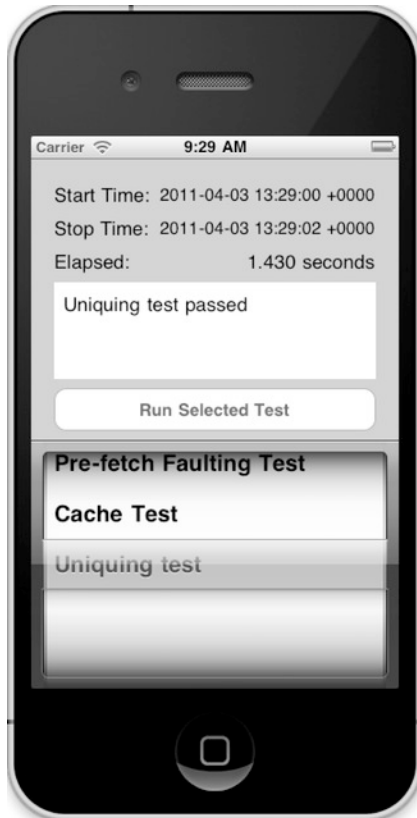 Carrier 9:29 AM
Start Time: 2011-04-03 13:29:00 +0000
Stop Time: 2011-04-03 13:29:02 +0000
Elapsed: 1.430 seconds
Uniquing test passed
Run Selected Test
Pre-fetch Faulting Test
Cache Test
Uniquing test